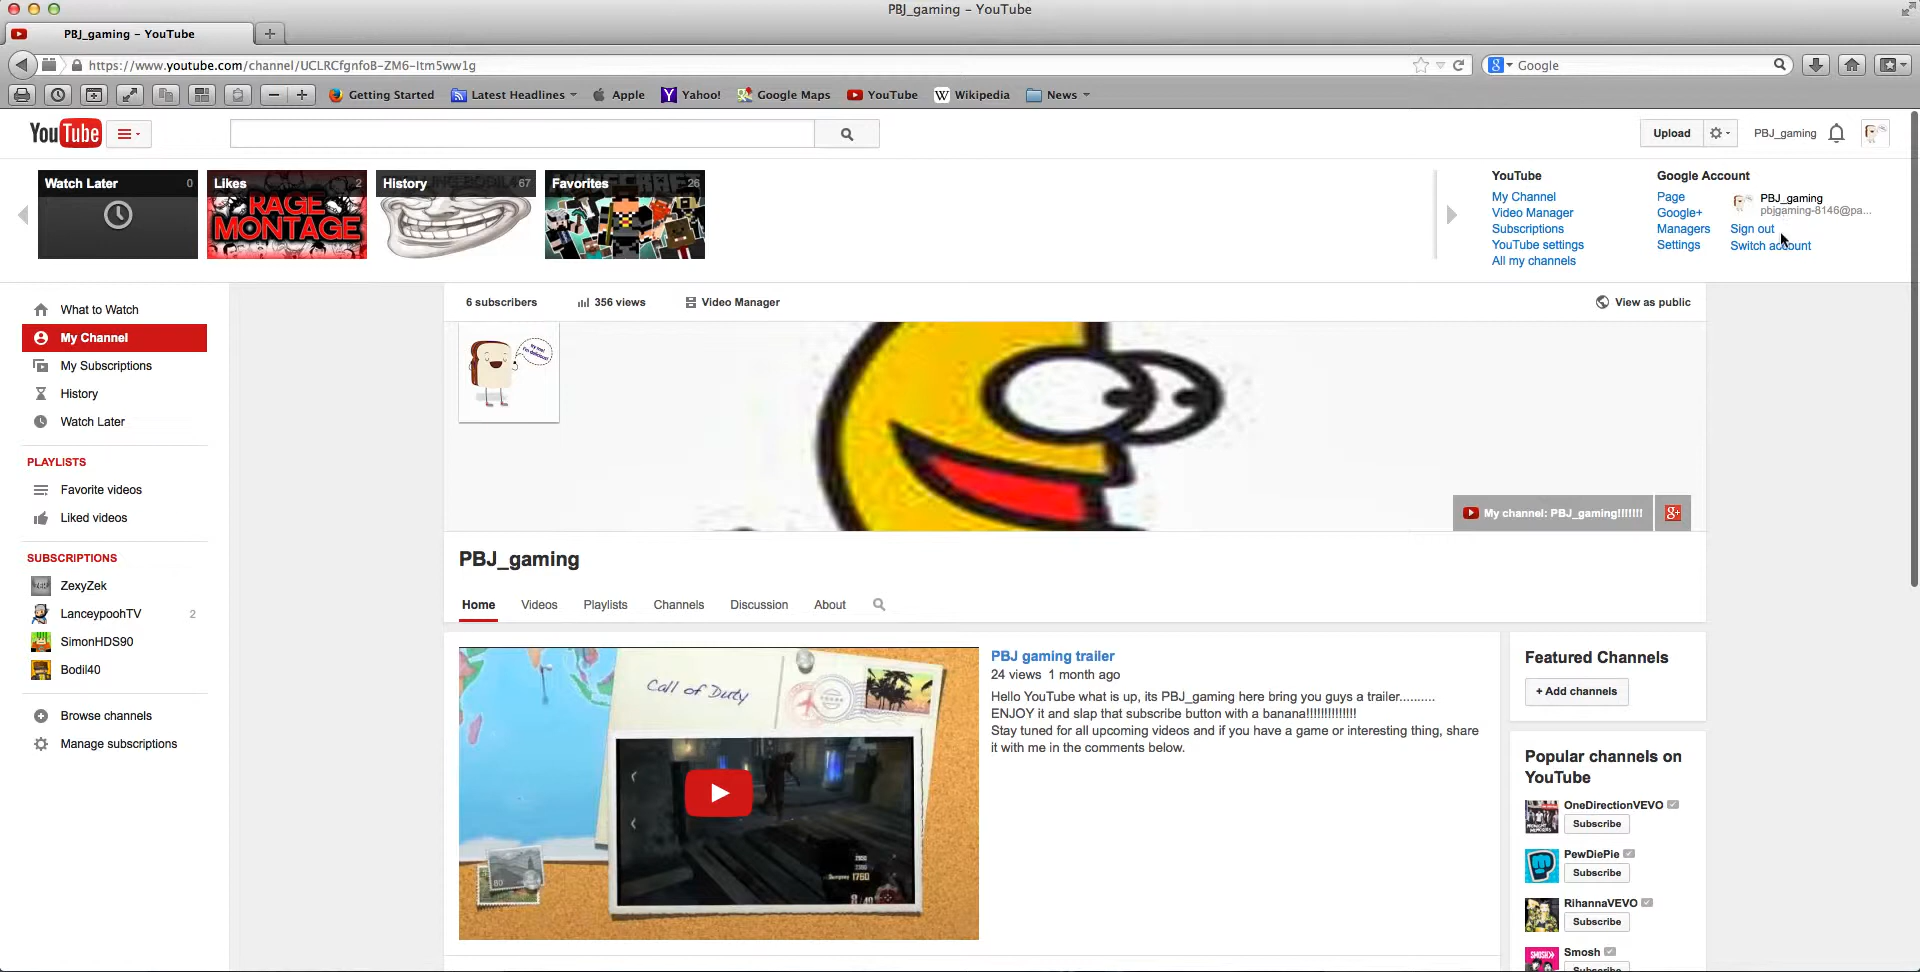 PBJ_gaming – YouTube
PBJ_gaming – YouTube
https://www.youtube.com/channel/UCLRCfgnfoB-ZM6-Itm5ww1g
Google
Getting Started
Latest Headlines
Apple
Yahoo!
Google Maps
YouTube
Wikipedia
News
YouTube
Upload
PBJ_gaming
Watch Later 0
Likes 2
RAGE
MONTAGE
History 67
Favorites 26
YouTube
My Channel
Video Manager
Subscriptions
YouTube settings
All my channels
Google Account
Page
Google+
Managers
Settings
PBJ_gaming
pbjgaming-8146@pa...
Sign out
Switch account
What to Watch
My Channel
My Subscriptions
History
Watch Later
PLAYLISTS
Favorite videos
Liked videos
SUBSCRIPTIONS
ZexyZek
LanceypoohTV 2
SimonHDS90
Bodil40
Browse channels
Manage subscriptions
6 subscribers
356 views
Video Manager
View as public
My channel: PBJ_gaming!!!!!!!
PBJ_gaming
Home
Videos
Playlists
Channels
Discussion
About
Call of Duty
PBJ gaming trailer
24 views 1 month ago
Hello YouTube what is up, its PBJ_gaming here bring you guys a trailer..........
ENJOY it and slap that subscribe button with a banana!!!!!!!!!!!!!!
Stay tuned for all upcoming videos and if you have a game or interesting thing, share
it with me in the comments below.
Featured Channels
+ Add channels
Popular channels on
YouTube
OneDirectionVEVO
Subscribe
PewDiePie
Subscribe
RihannaVEVO
Subscribe
Smosh
Subscribe